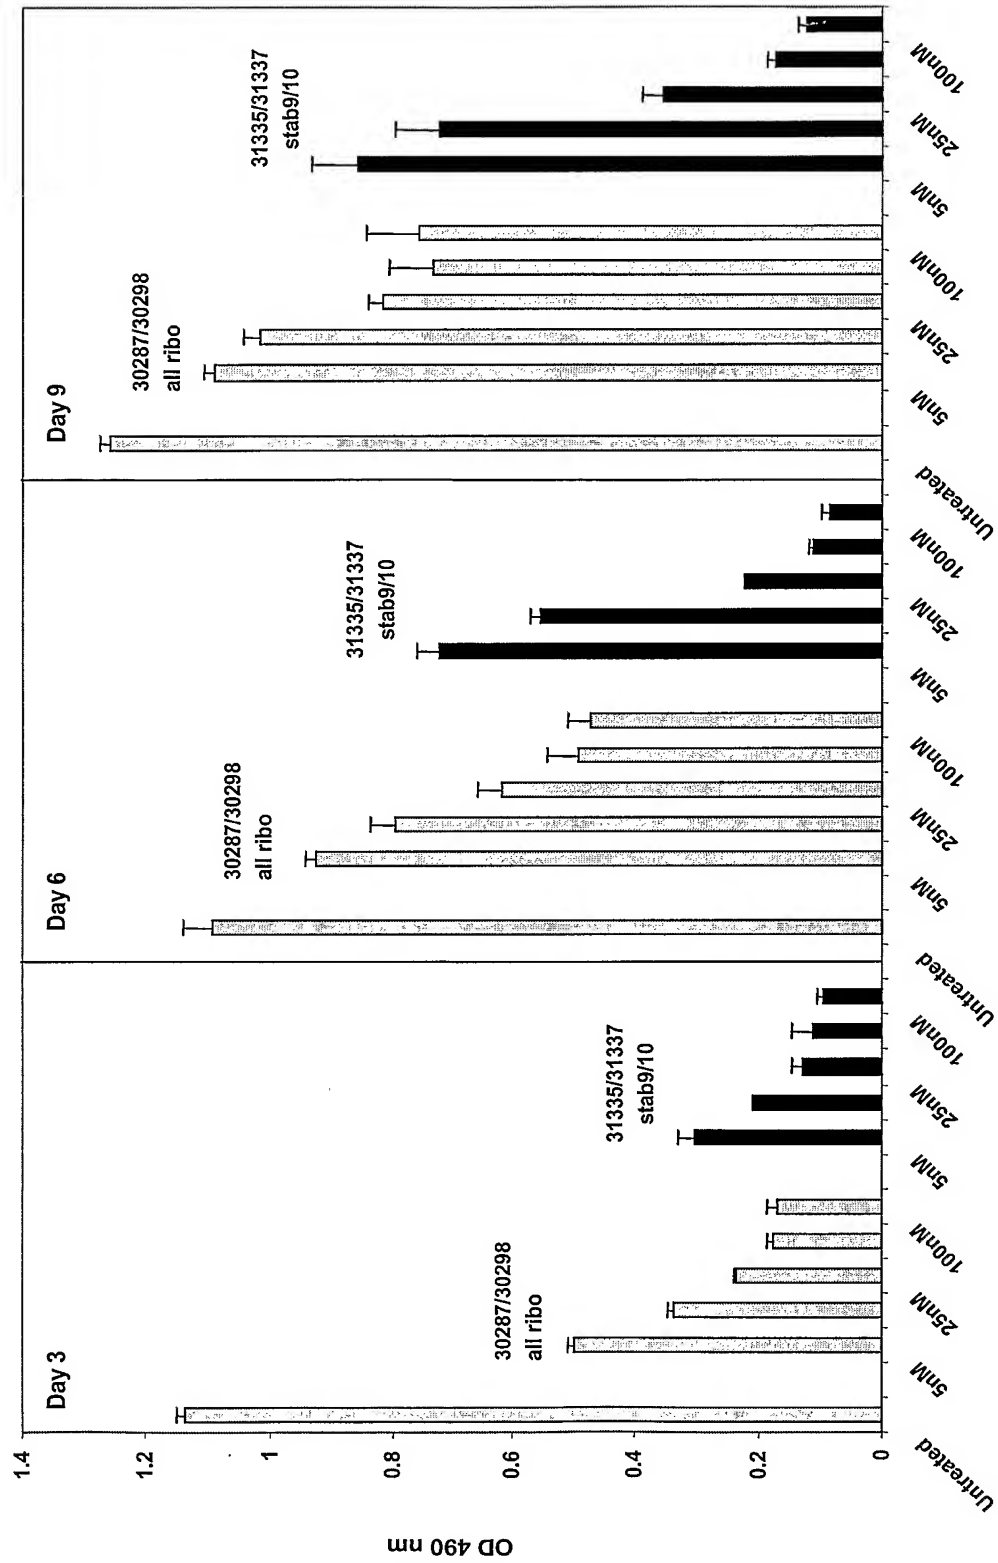 OD 490 nm
1.4
1.2
1
0.8
0.6
0.4
0.2
0
Day 3
30287/30298
all ribo
31335/31337
stab9/10
Day 6
30287/30298
all ribo
31335/31337
stab9/10
Day 9
30287/30298
all ribo
31335/31337
stab9/10
Untreated
5nM
25nM
100nM
5nM
25nM
100nM
Untreated
5nM
25nM
100nM
5nM
25nM
100nM
Untreated
5nM
25nM
100nM
5nM
25nM
100nM